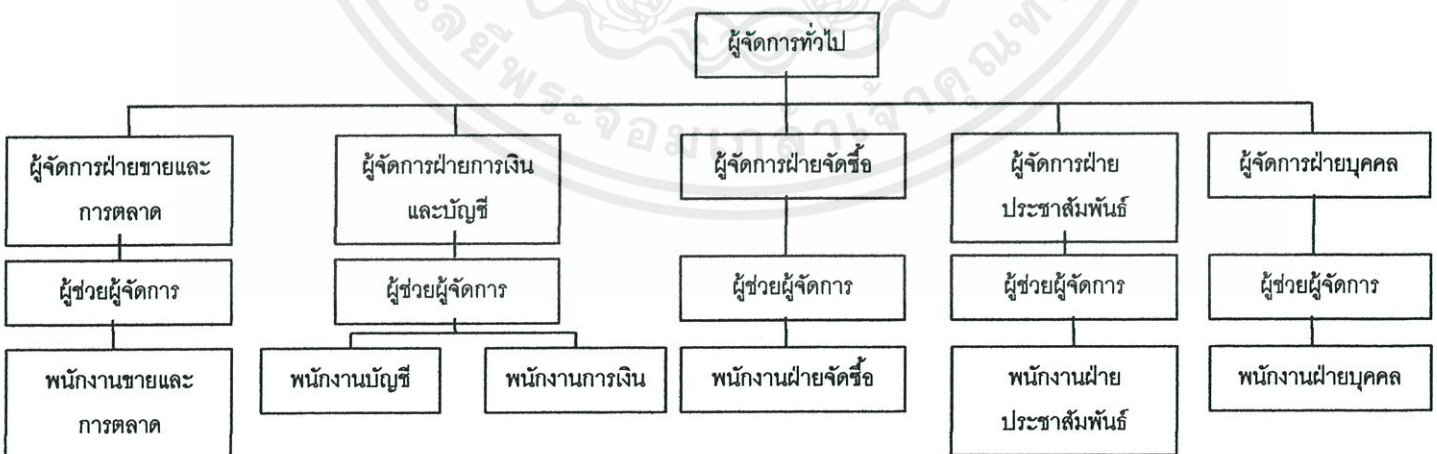 ผู้จัดการทั่วไป
ผู้จัดการฝ่ายขายและ
การตลาด
ผู้จัดการฝ่ายการเงิน
และบัญชี
ผู้จัดการฝ่ายจัดซื้อ
ผู้จัดการฝ่าย
ประชาสัมพันธ์
ผู้จัดการฝ่ายบุคคล
ผู้ช่วยผู้จัดการ
ผู้ช่วยผู้จัดการ
ผู้ช่วยผู้จัดการ
ผู้ช่วยผู้จัดการ
ผู้ช่วยผู้จัดการ
พนักงานขายและ
การตลาด
พนักงานบัญชี
พนักงานการเงิน
พนักงานฝ่ายจัดซื้อ
พนักงานฝ่าย
ประชาสัมพันธ์
พนักงานฝ่ายบุคคล